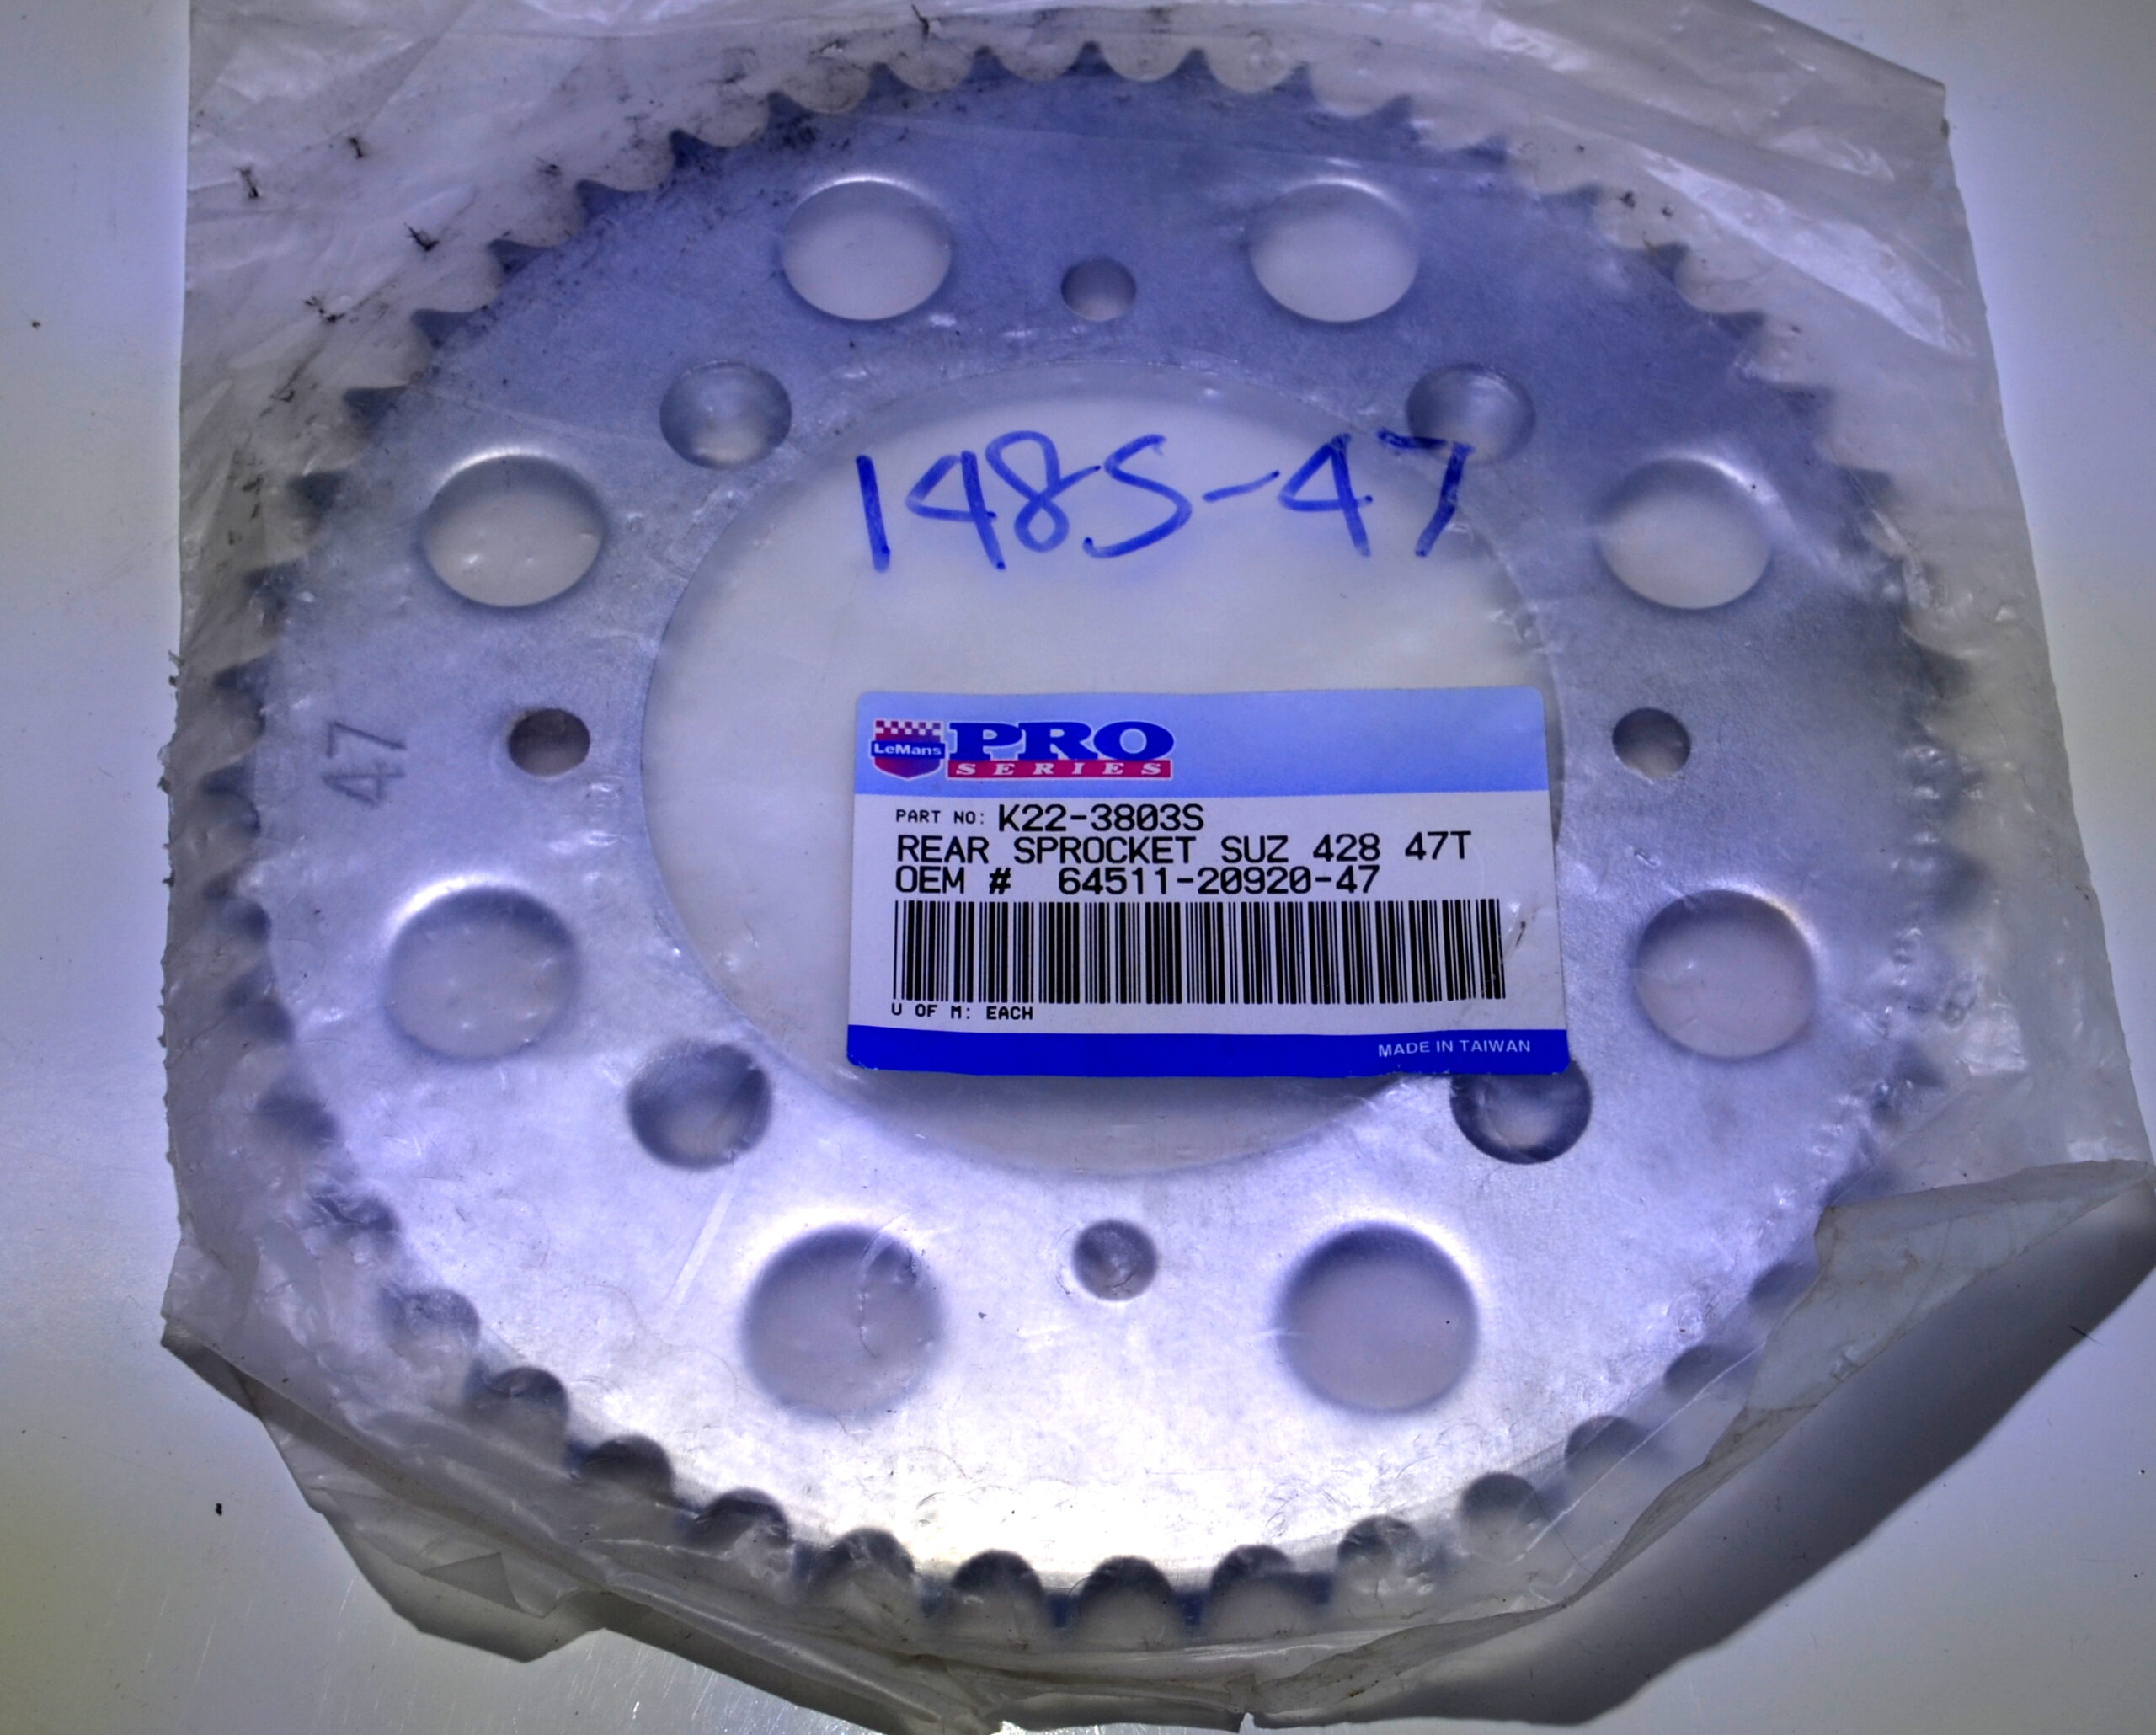 148S-47
47
LeMans PRO
SERIES
PART NO: K22-3803S
REAR SPROCKET SUZ 428 47T
OEM # 64511-20920-47
U OF M: EACH
MADE IN TAIWAN